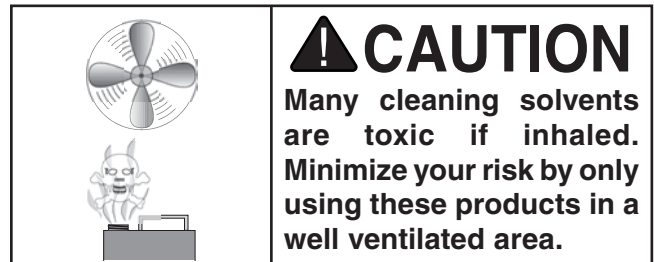 CAUTION
Many cleaning solvents
are toxic if inhaled.
Minimize your risk by only
using these products in a
well ventilated area.